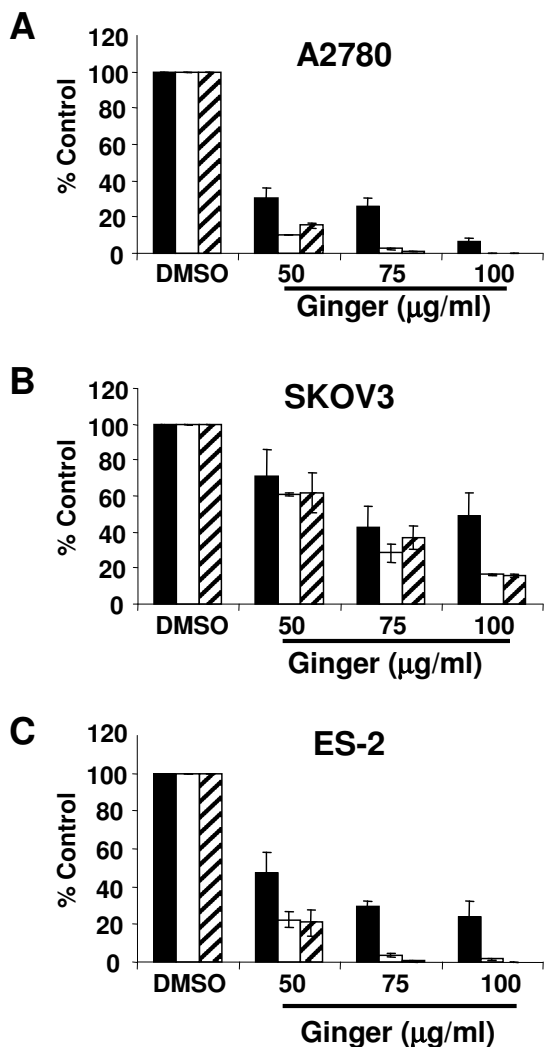 A
A2780
% Control
120
100
80
60
40
20
0
DMSO 50 75 100
Ginger (μg/ml)
B
SKOV3
% Control
120
100
80
60
40
20
0
DMSO 50 75 100
Ginger (μg/ml)
C
ES-2
% Control
120
100
80
60
40
20
0
DMSO 50 75 100
Ginger (μg/ml)